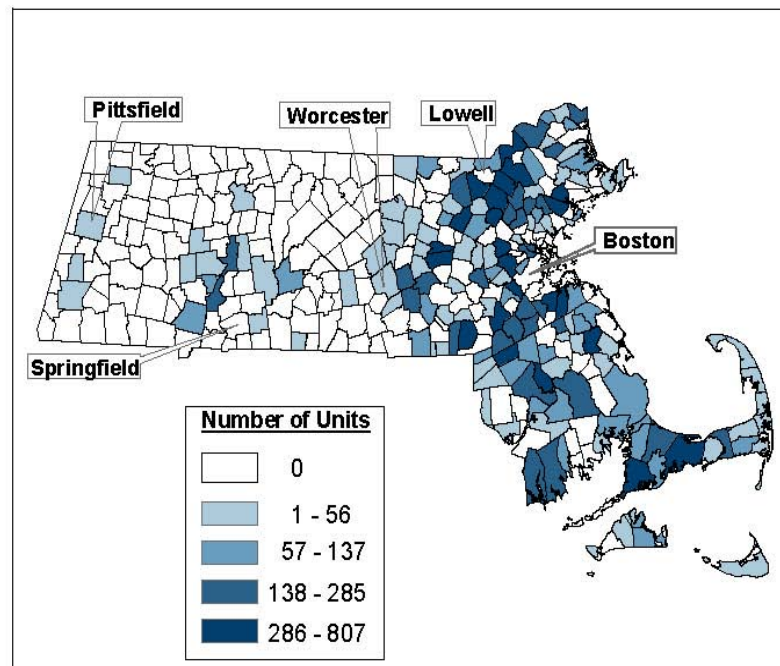 Pittsfield
Worcester
Lowell
Boston
Springfield
Number of Units
0
1 - 56
57 - 137
138 - 285
286 - 807